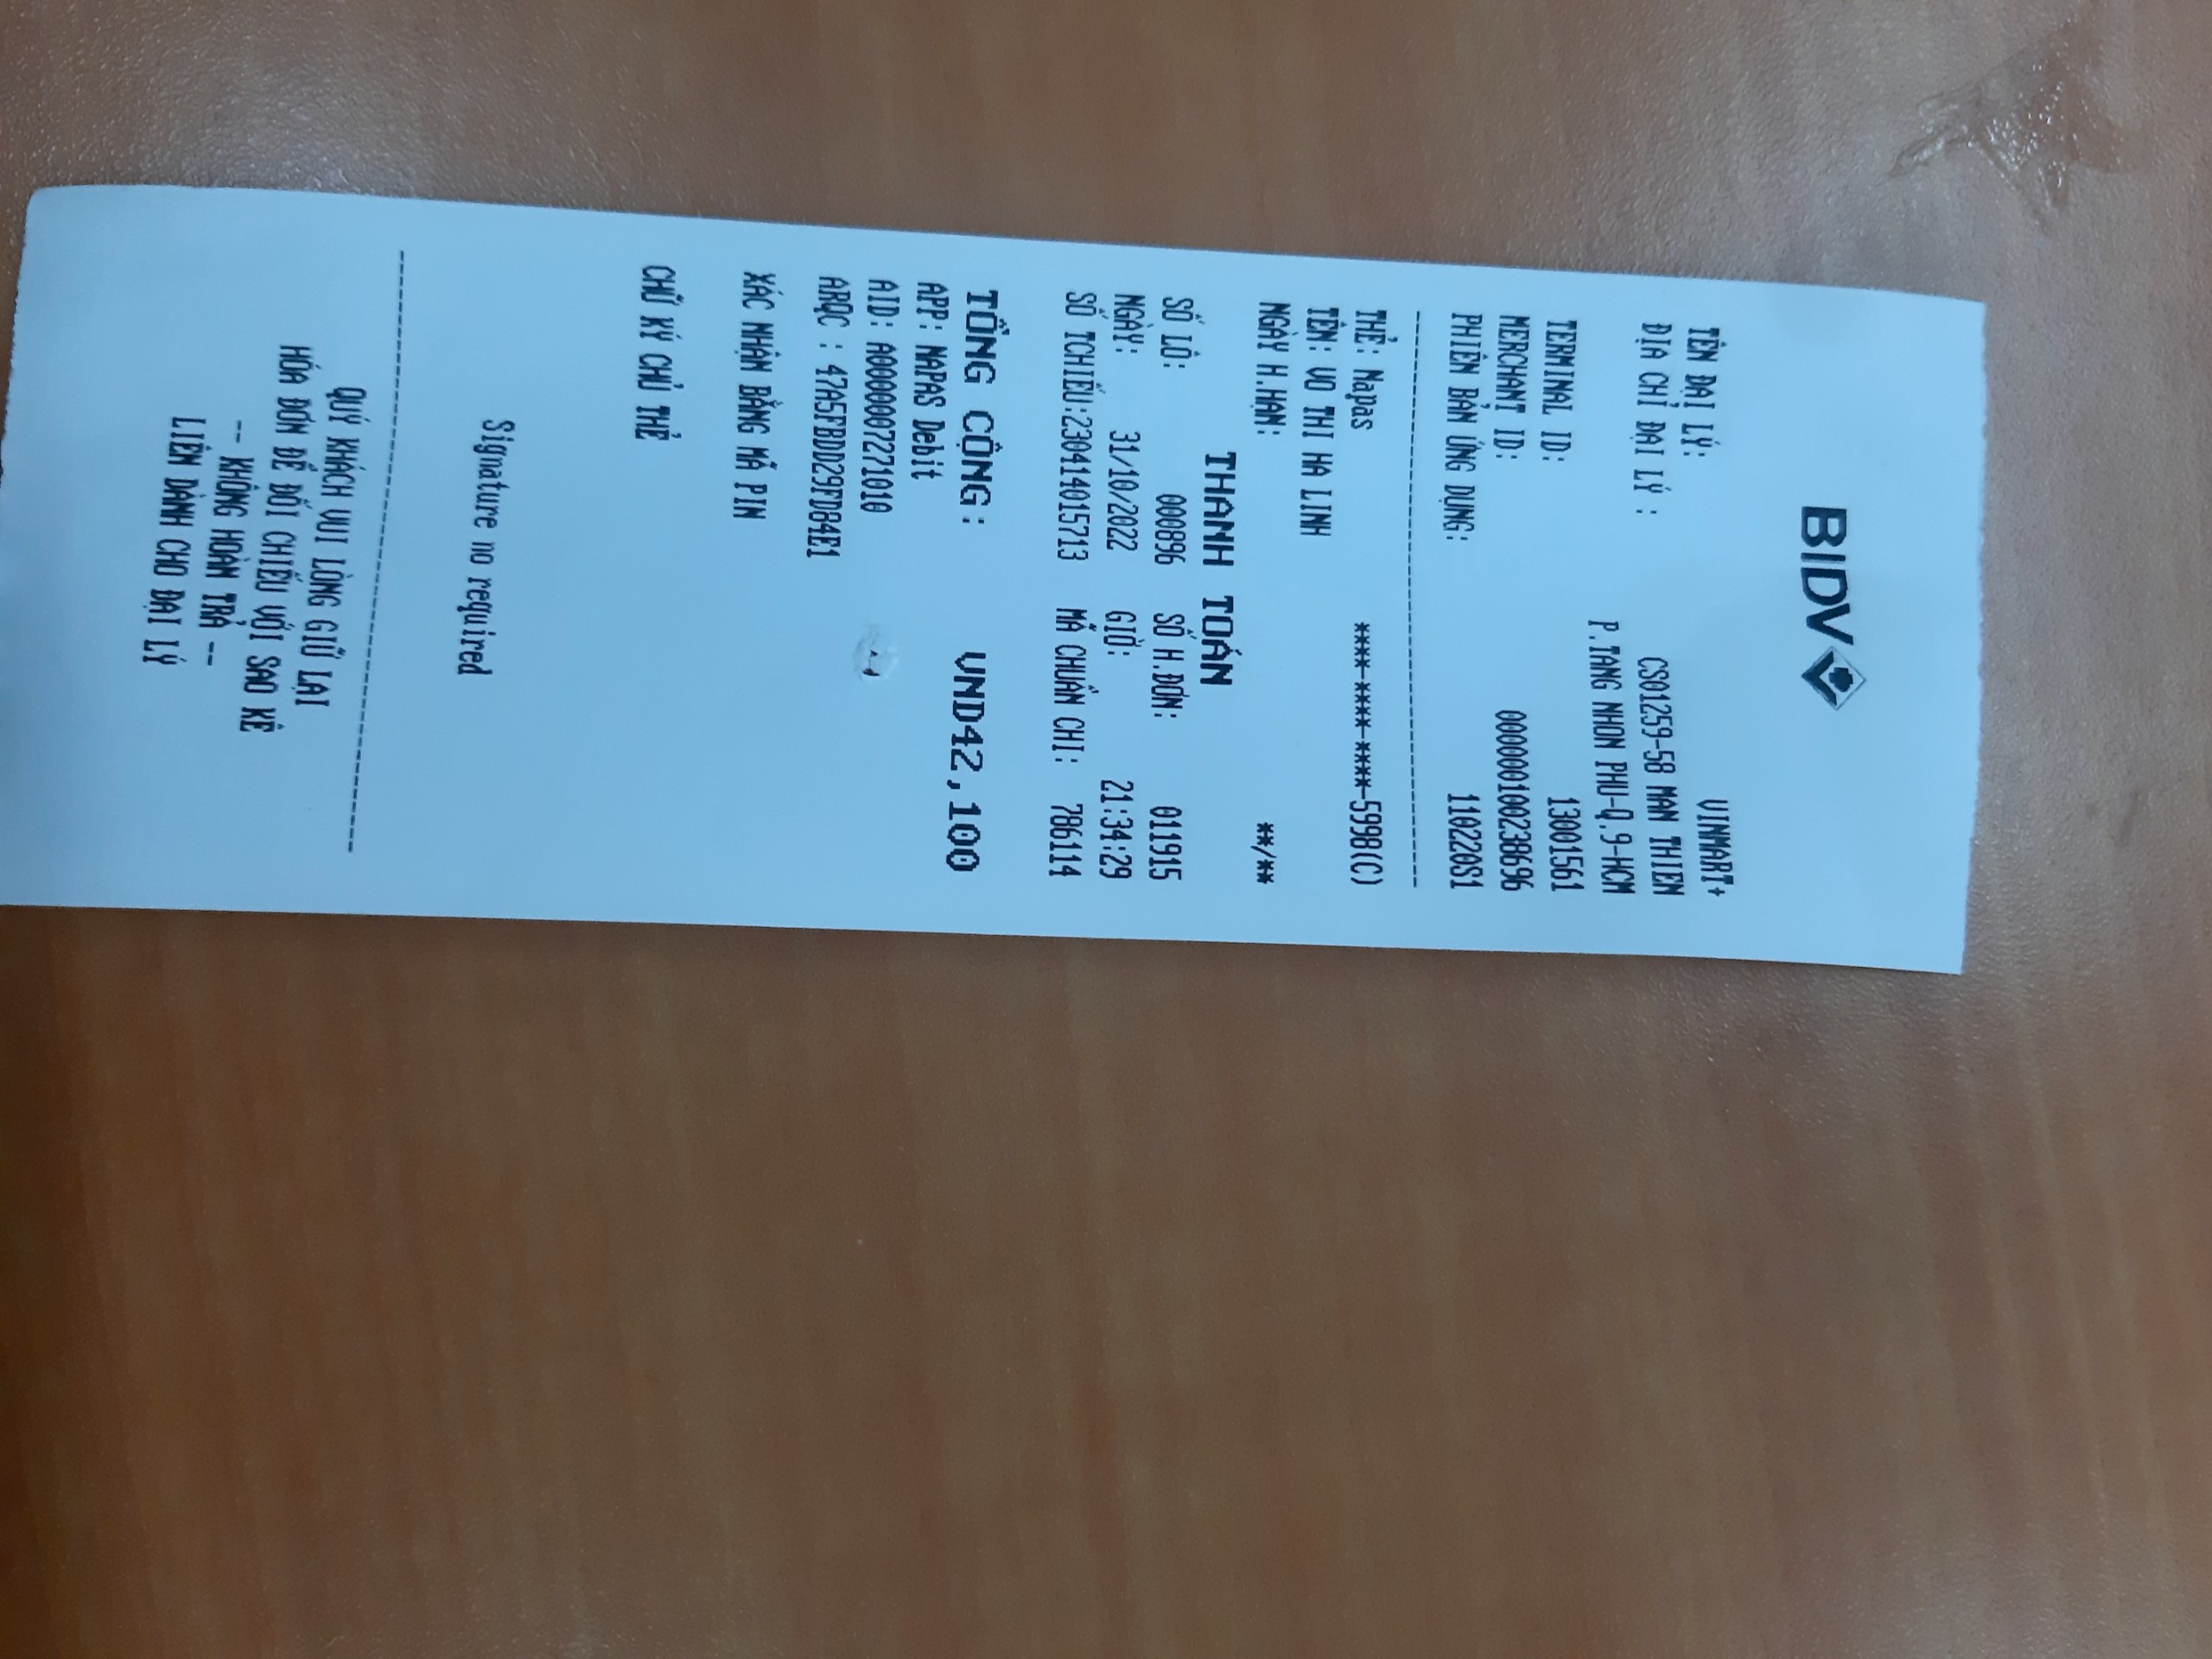 BIDV
TÊN ĐẠI LÝ: VINMART+
ĐỊA CHỈ ĐẠI LÝ : CS01259-58 MAN THIEN
P.TANG NHON PHU-Q.9-HCM
TERMINAL ID: 13001561
MERCHANT ID: 000000100238696
PHIÊN BẢN ỨNG DỤNG: 110220S1
THẺ: Napas ****-****-****-5998(C)
TÊN: VO THI HA LINH
NGÀY H.HẠN: **/**
THANH TOÁN
SỐ LÔ: 000896 SỐ H.ĐƠN: 011915
NGÀY: 31/10/2022 GIỜ: 21:34:29
SỐ TCHIẾU:230414015713 MÃ CHUẨN CHI: 786114
TỔNG CỘNG: VND42,100
APP: NAPAS Debit
AID: A0000007271010
ARQC : 47A5FBDD29FD84E1
XÁC NHẬN BẰNG MÃ PIN
CHỮ KÝ CHỦ THẺ
Signature no required
QUÝ KHÁCH VUI LÒNG GIỮ LẠI
HÓA ĐƠN ĐỂ ĐỐI CHIẾU VỚI SAO KÊ
-- KHÔNG HOÀN TRẢ --
LIÊN DÀNH CHO ĐẠI LÝ